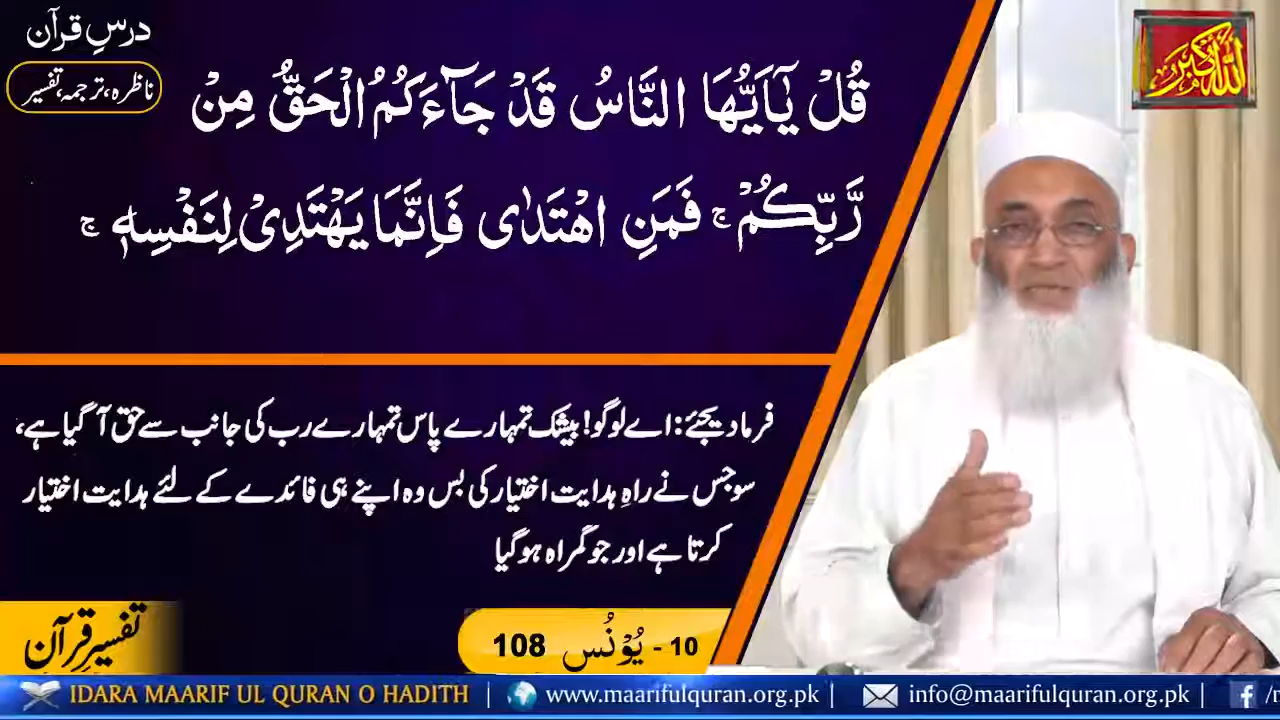 درسِ قرآن
ناظرہ، ترجمہ، تفسیر
اللہ اکبر
قُلْ يٰۤاَيُّهَا النَّاسُ قَدْ جَآءَكُمُ الْحَقُّ مِنْ
رَّبِّكُمْ ۚ فَمَنِ اهْتَدٰى فَاِنَّمَا يَهْتَدِىْ لِنَفْسِهٖ ۚ
فرما دیجئے: اے لوگو! بیشک تمہارے پاس تمہارے رب کی جانب سے حق آ گیا ہے،
سو جس نے راہِ ہدایت اختیار کی بس وہ اپنے ہی فائدے کے لئے ہدایت اختیار
کرتا ہے اور جو گمراہ ہو گیا
تفسیرِ قرآن
10 - يُوْنُس 108
IDARA MAARIF UL QURAN O HADITH | www.maarifulquran.org.pk | info@maarifulquran.org.pk |